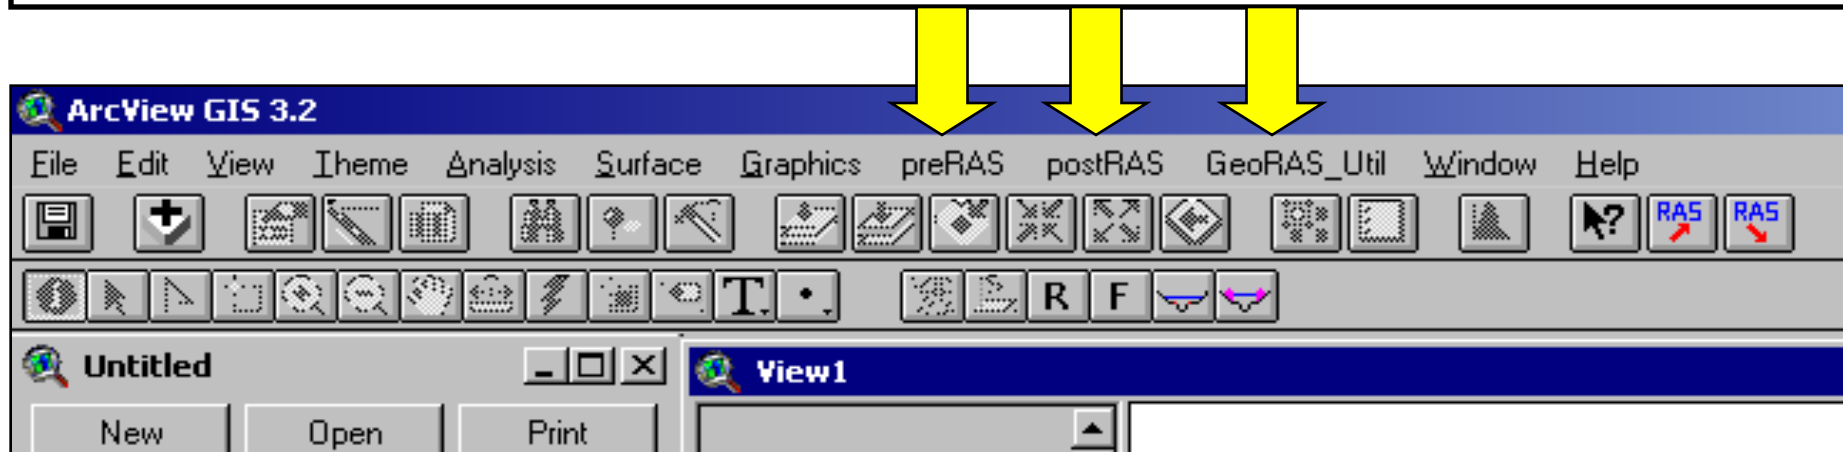 ArcView GIS 3.2
File Edit View Theme Analysis Surface Graphics preRAS postRAS GeoRAS_Util Window Help
? RAS RAS
T. R F
Untitled
View1
New Open Print